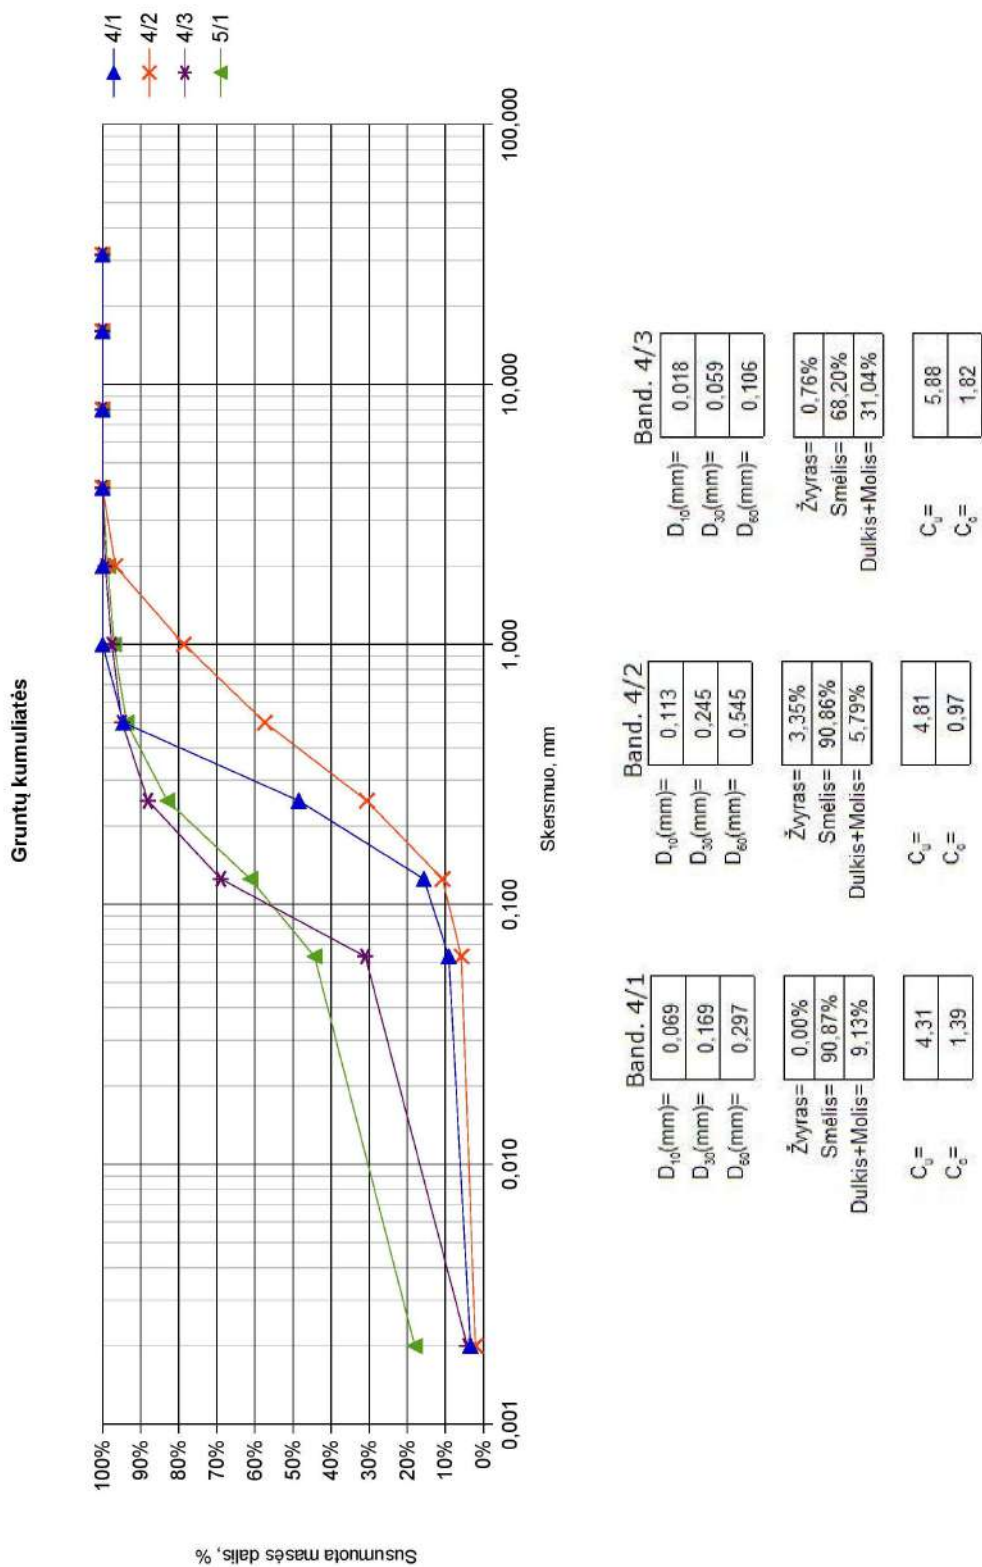 Gruntų kumuliatės
Susumuota masės dalis, %
100%
90%
80%
70%
60%
50%
40%
30%
20%
10%
0%
0,001
0,010
0,100
1,000
10,000
100,000
Skersmuo, mm
4/1
4/2
4/3
5/1
Band. 4/1
D₁₀(mm)= 0,069
D₃₀(mm)= 0,169
D₆₀(mm)= 0,297
Žvyras= 0,00%
Smėlis= 90,87%
Dulkis+Molis= 9,13%
Cᵤ= 4,31
C꜀= 1,39
Band. 4/2
D₁₀(mm)= 0,113
D₃₀(mm)= 0,245
D₆₀(mm)= 0,545
Žvyras= 3,35%
Smėlis= 90,86%
Dulkis+Molis= 5,79%
Cᵤ= 4,81
C꜀= 0,97
Band. 4/3
D₁₀(mm)= 0,018
D₃₀(mm)= 0,059
D₆₀(mm)= 0,106
Žvyras= 0,76%
Smėlis= 68,20%
Dulkis+Molis= 31,04%
Cᵤ= 5,88
C꜀= 1,82